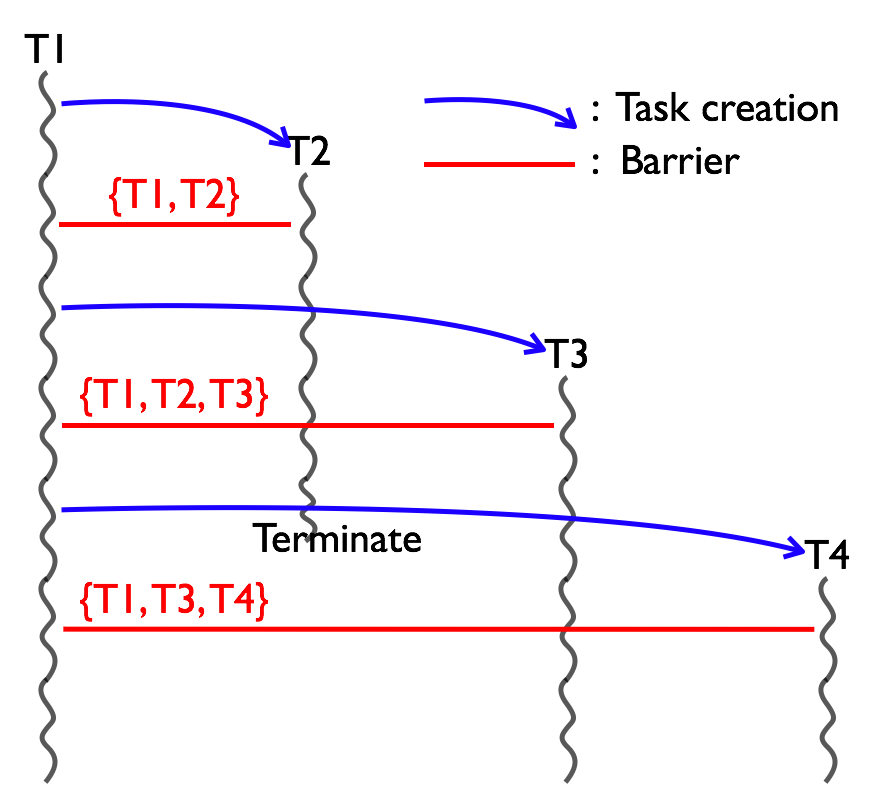 T1
: Task creation
T2
: Barrier
{T1,T2}
T3
{T1,T2,T3}
Terminate
T4
{T1,T3,T4}